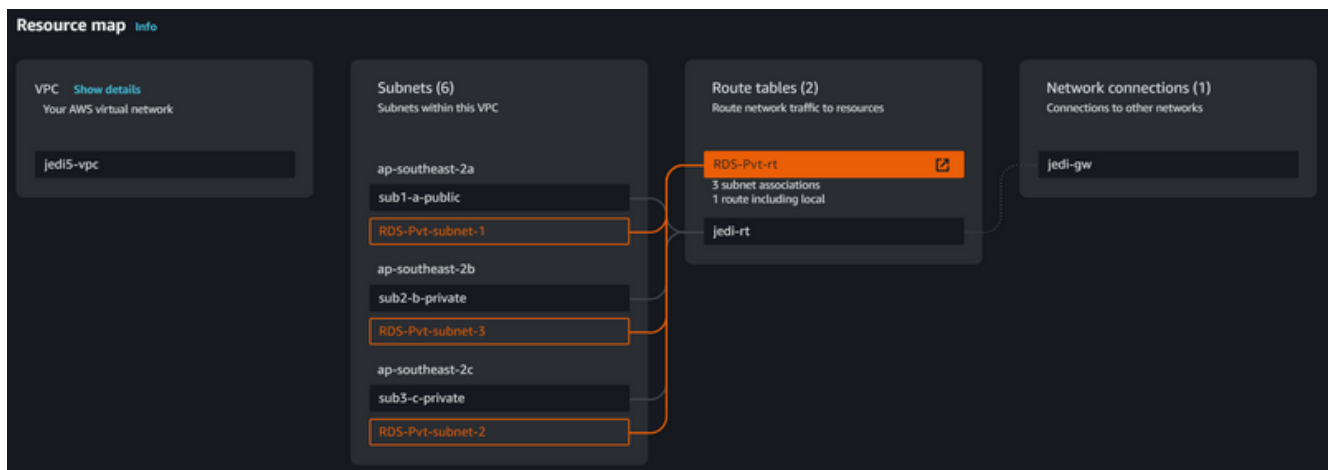 Resource map Info
VPC Show details
Your AWS virtual network
jedi5-vpc
Subnets (6)
Subnets within this VPC
ap-southeast-2a
sub1-a-public
RDS-Pvt-subnet-1
ap-southeast-2b
sub2-b-private
RDS-Pvt-subnet-3
ap-southeast-2c
sub3-c-private
RDS-Pvt-subnet-2
Route tables (2)
Route network traffic to resources
RDS-Pvt-rt
3 subnet associations
1 route including local
jedi-rt
Network connections (1)
Connections to other networks
jedi-gw